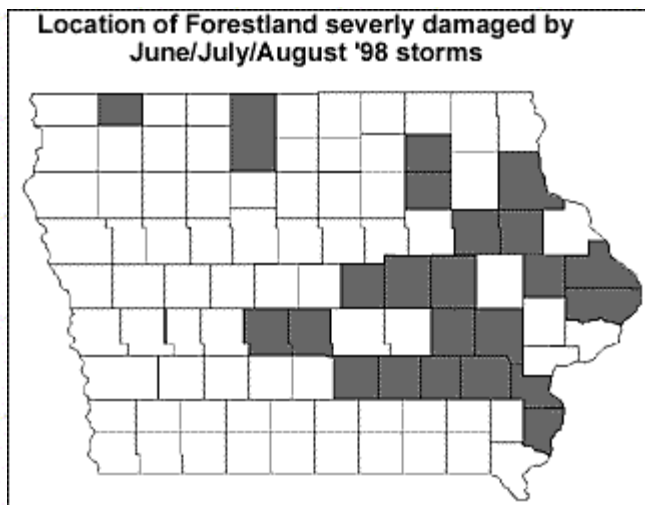 Location of Forestland severly damaged by
June/July/August '98 storms